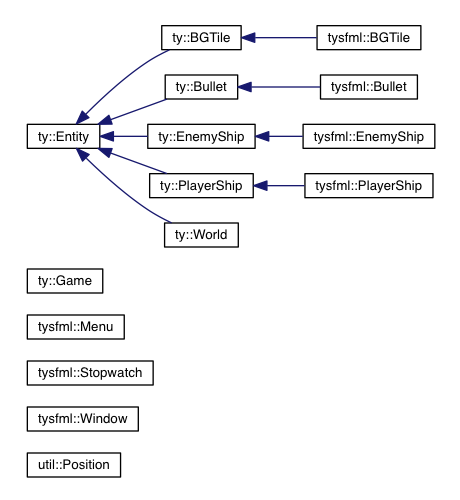 ty::BGTile
tysfml::BGTile
ty::Bullet
tysfml::Bullet
ty::Entity
ty::EnemyShip
tysfml::EnemyShip
ty::PlayerShip
tysfml::PlayerShip
ty::World
ty::Game
tysfml::Menu
tysfml::Stopwatch
tysfml::Window
util::Position